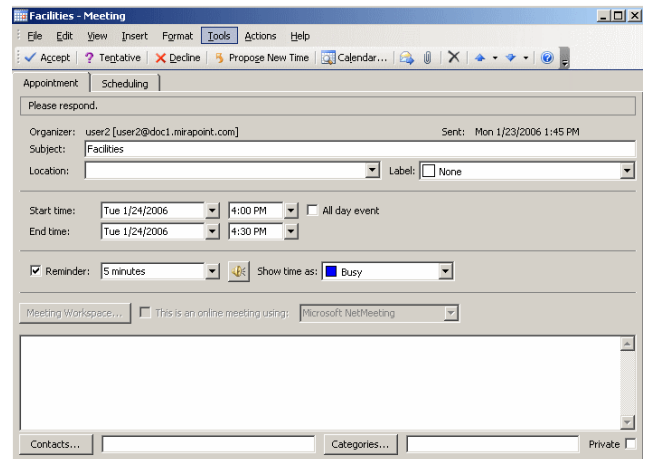 Facilities - Meeting
File Edit View Insert Format Tools Actions Help
Accept ? Tentative Decline Propose New Time Calendar...
Appointment Scheduling
Please respond.
Organizer: user2 [user2@doc1.mirapoint.com] Sent: Mon 1/23/2006 1:45 PM
Subject: Facilities
Location: Label: None
Start time: Tue 1/24/2006 4:00 PM All day event
End time: Tue 1/24/2006 4:30 PM
Reminder: 5 minutes Show time as: Busy
Meeting Workspace... This is an online meeting using: Microsoft NetMeeting
Contacts... Categories... Private